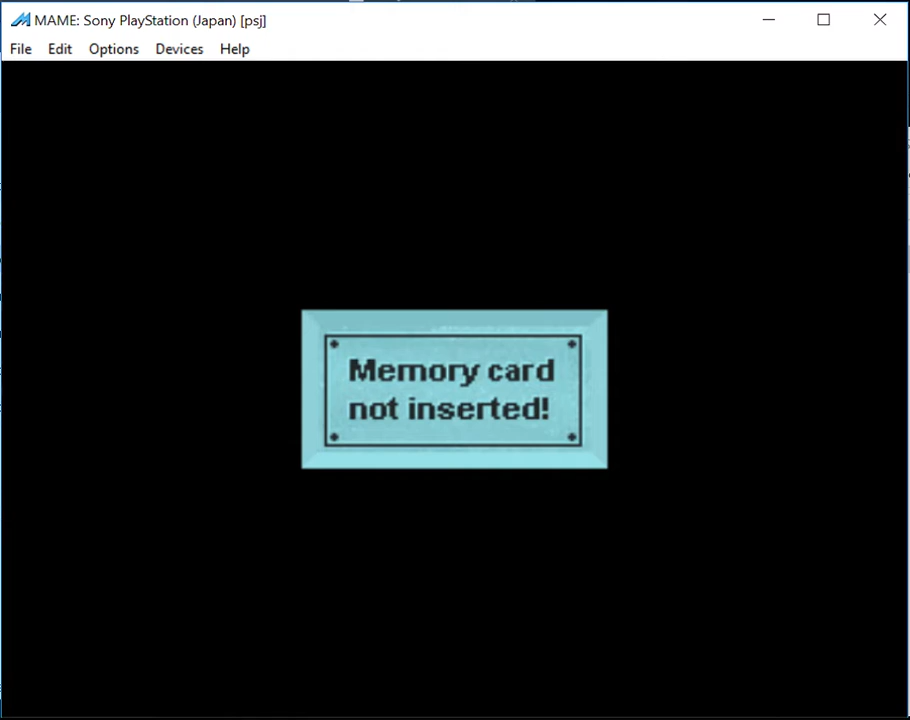 MAME: Sony PlayStation (Japan) [psj]
File Edit Options Devices Help
Memory card
not inserted!